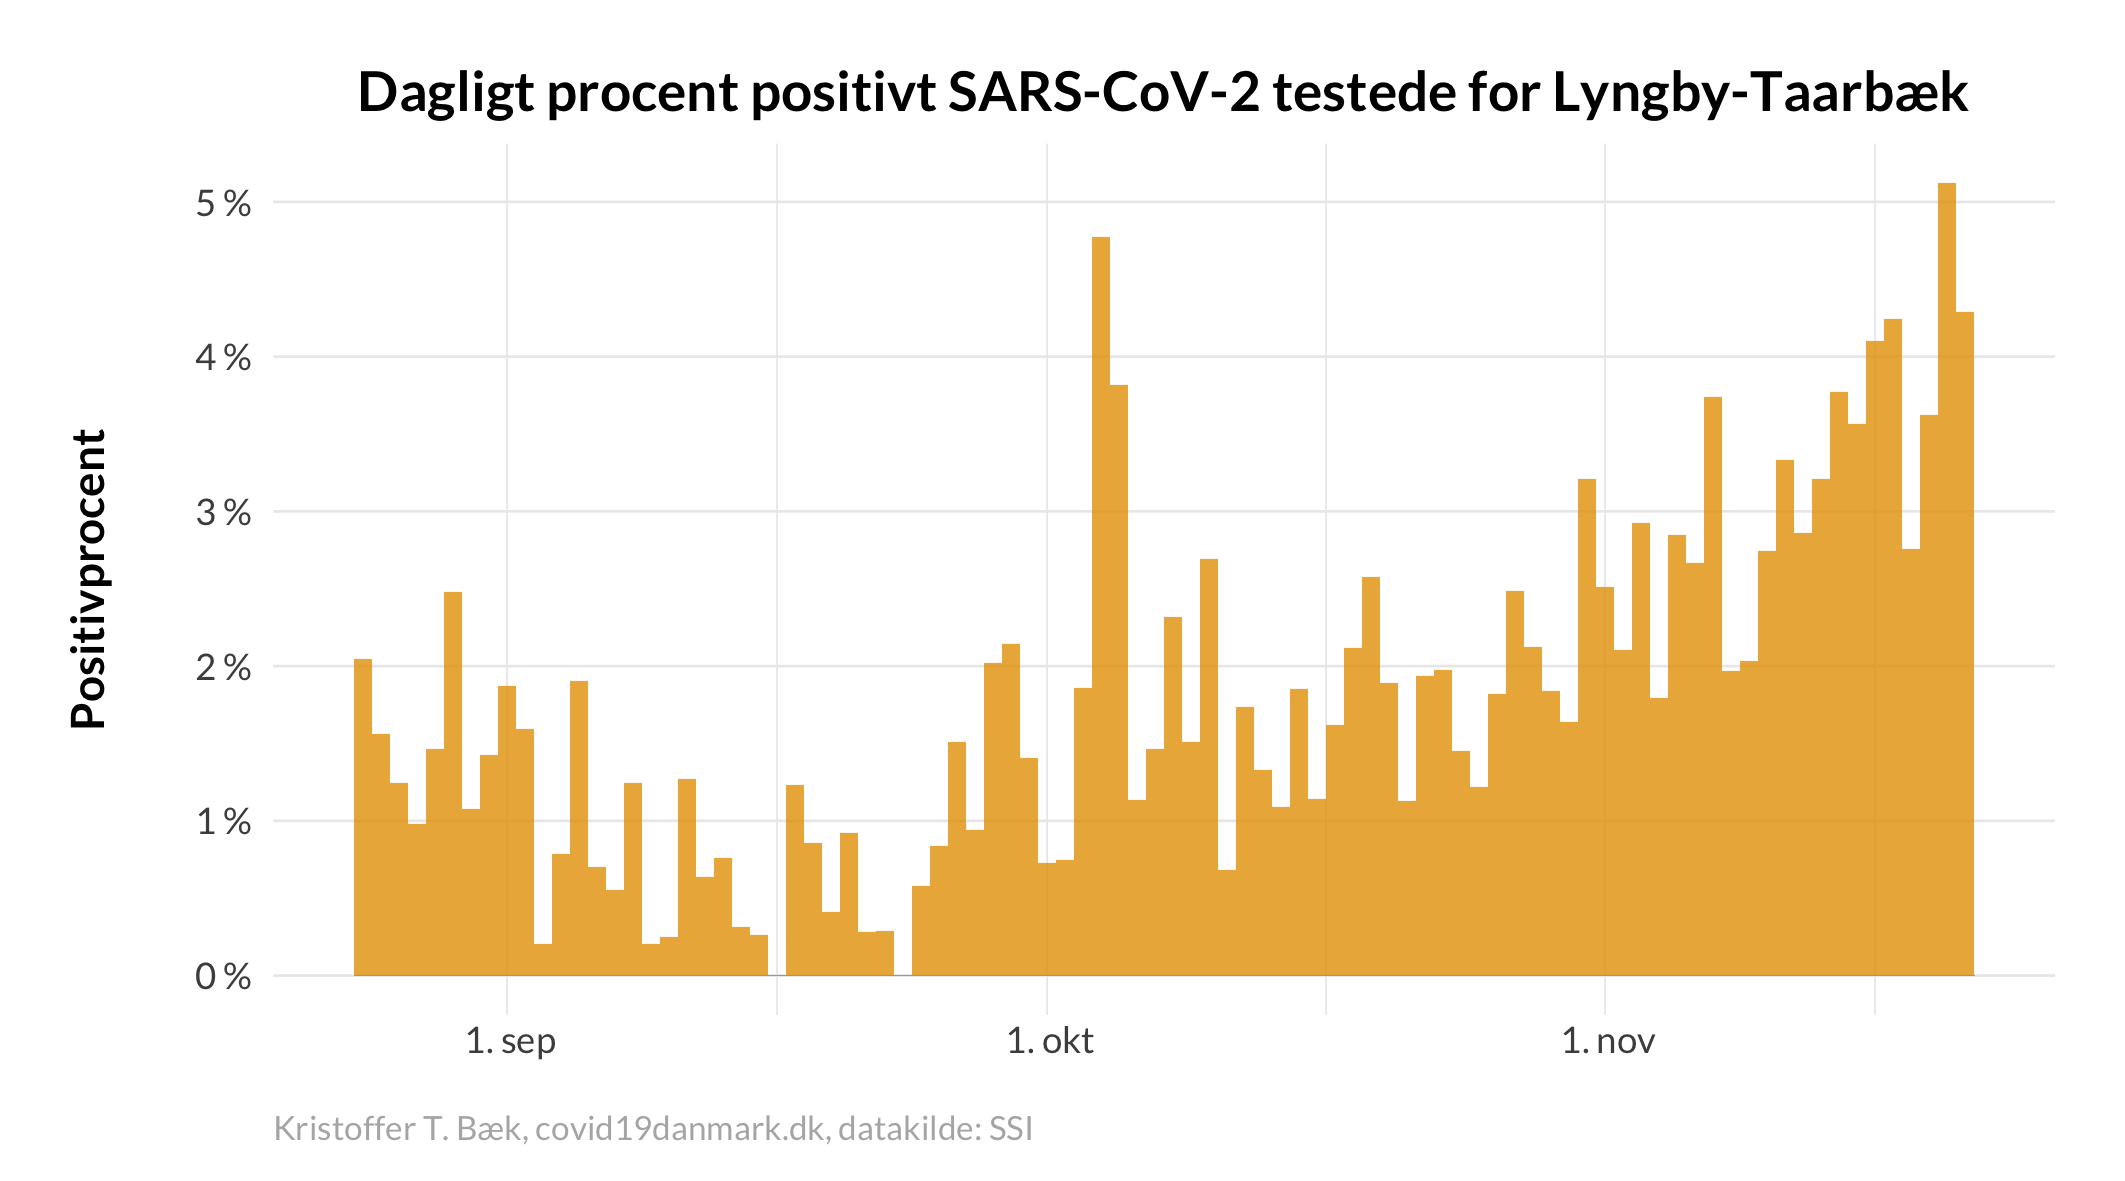 Dagligt procent positivt SARS-CoV-2 testede for Lyngby-Taarbæk
Positivprocent
5 %
4 %
3 %
2 %
1 %
0 %
1. sep
1. okt
1. nov
Kristoffer T. Bæk, covid19danmark.dk, datakilde: SSI